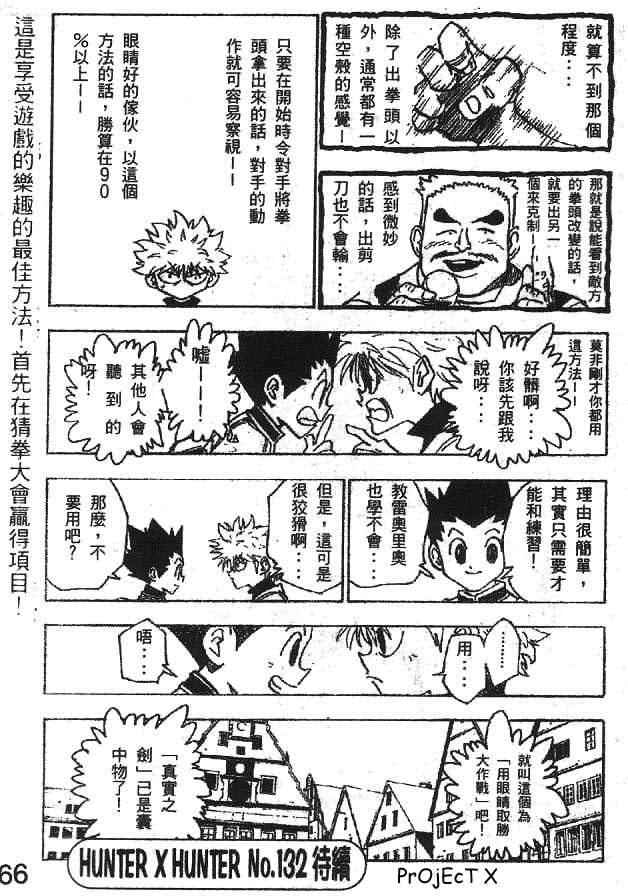 就算不到那個
程度...
除了出拳頭以
外，通常都有一
種空殼的感覺—
那就是說能看到敵方
的拳頭改變的話，
就要出另一
個來克制——
感到微妙
的話，出剪
刀也不會輸...
只要在開始時令對手將拳
頭拿出來的話，對手的動
作就可容易察視——
眼睛好的傢伙，以這個
方法的話，勝算在90
%以上——
莫非剛才你都用
這方法——
好髒啊...
你該先跟我
說呀...
噓——!
其他人會
聽到的
呀!
理由很簡單，
其實只需要才
能和練習!
教雷奧里奧
也學不會...
但是，這可是
很狡猾啊...
那麼，不
要用吧?
......
用...
唔...
就叫這個為
「用眼睛取勝
大作戰」吧!
「真實之
劍」已是囊
中物了!
這是享受遊戲的樂趣的最佳方法!首先在猜拳大會贏得項目!
66
HUNTER X HUNTER No.132 待續
PrOJEcT X